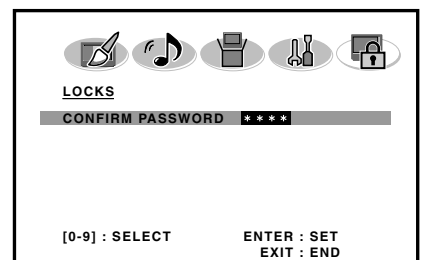 LOCKS
CONFIRM PASSWORD ****
[0-9] : SELECT ENTER : SET
EXIT : END